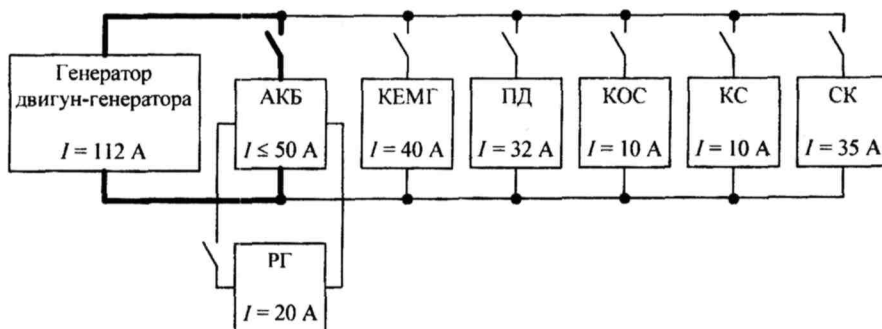 Генератор
двигун-генератора
I = 112 А
АКБ
I ≤ 50 А
КЕМГ
I = 40 А
ПД
I = 32 А
КОС
I = 10 А
КС
I = 10 А
СК
I = 35 А
РГ
I = 20 А